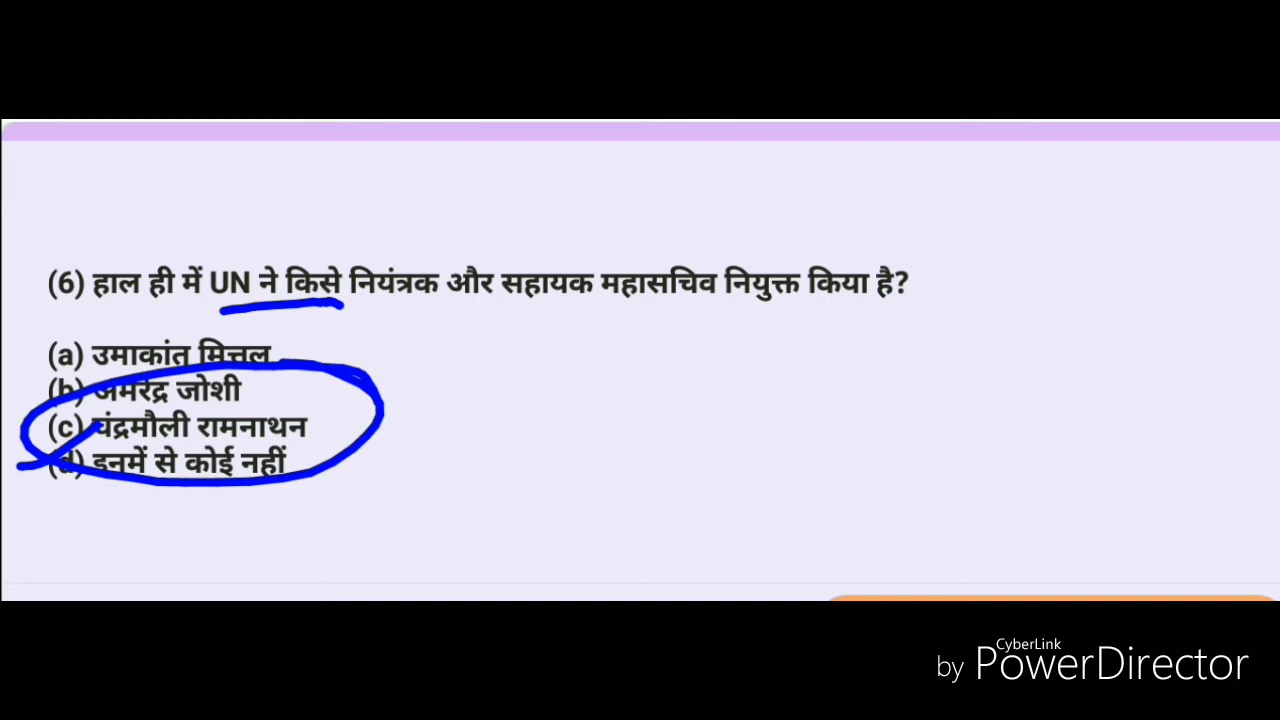 (6) हाल ही में UN ने किसे नियंत्रक और सहायक महासचिव नियुक्त किया है?
(a) उमाकांत मित्तल
(b) अमरेंद्र जोशी
(c) चंद्रमौली रामनाथन
(d) इनमें से कोई नहीं
CyberLink
by PowerDirector